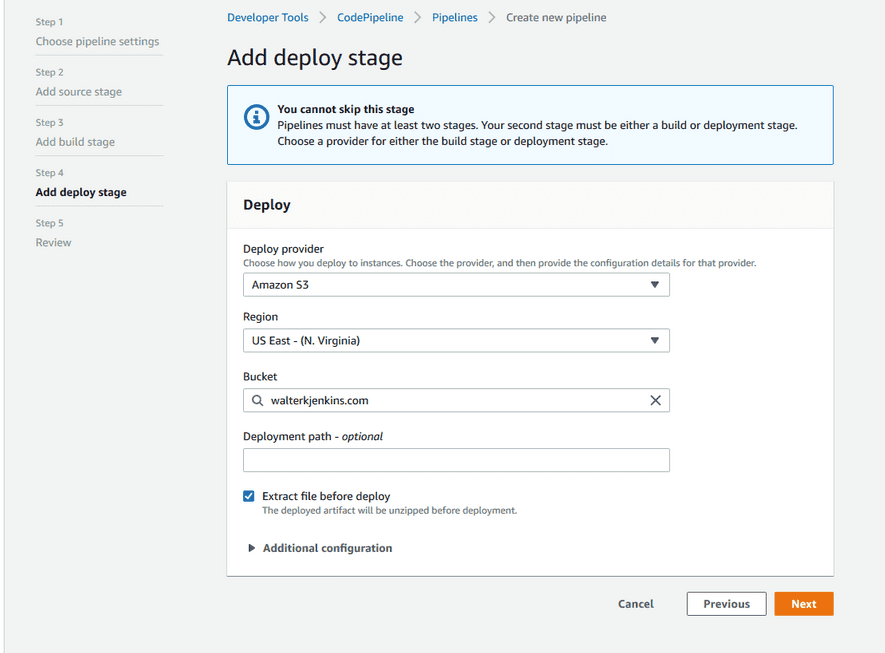 Step 1
Choose pipeline settings
Step 2
Add source stage
Step 3
Add build stage
Step 4
Add deploy stage
Step 5
Review
Developer Tools > CodePipeline > Pipelines > Create new pipeline
Add deploy stage
You cannot skip this stage
Pipelines must have at least two stages. Your second stage must be either a build or deployment stage.
Choose a provider for either the build stage or deployment stage.
Deploy
Deploy provider
Choose how you deploy to instances. Choose the provider, and then provide the configuration details for that provider.
Amazon S3
Region
US East - (N. Virginia)
Bucket
walterkjenkins.com
Deployment path - optional
Extract file before deploy
The deployed artifact will be unzipped before deployment.
Additional configuration
Cancel Previous Next